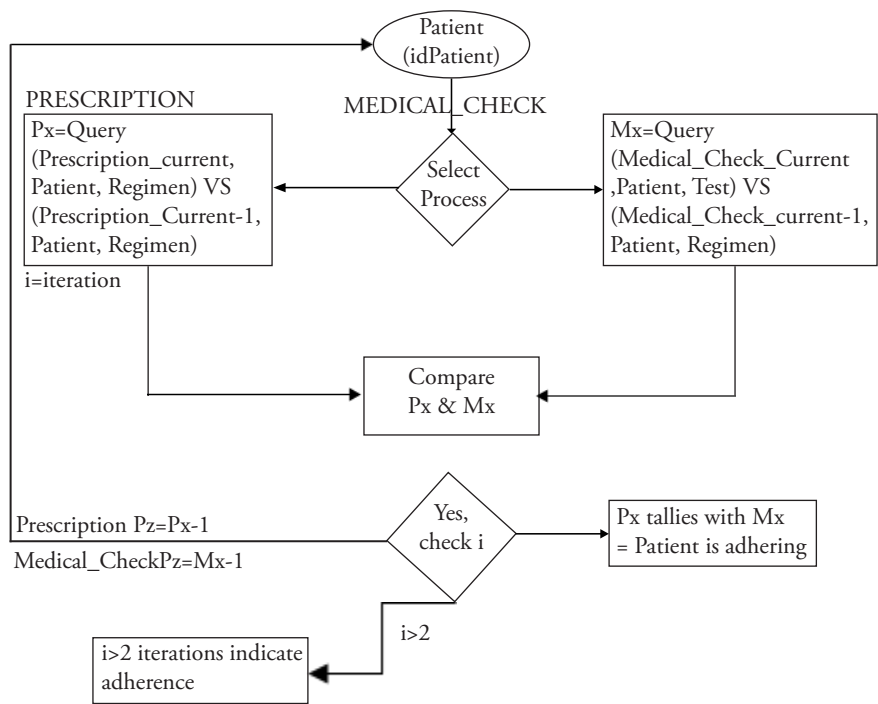 Patient
(idPatient)
PRESCRIPTION
MEDICAL_CHECK
Px=Query
(Prescription_current,
Patient, Regimen) VS
(Prescription_Current-1,
Patient, Regimen)
i=iteration
Select
Process
Mx=Query
(Medical_Check_Current
,Patient, Test) VS
(Medical_Check_current-1,
Patient, Regimen)
Compare
Px & Mx
Yes,
check i
Prescription Pz=Px-1
Medical_CheckPz=Mx-1
Px tallies with Mx
= Patient is adhering
i>2
i>2 iterations indicate
adherence